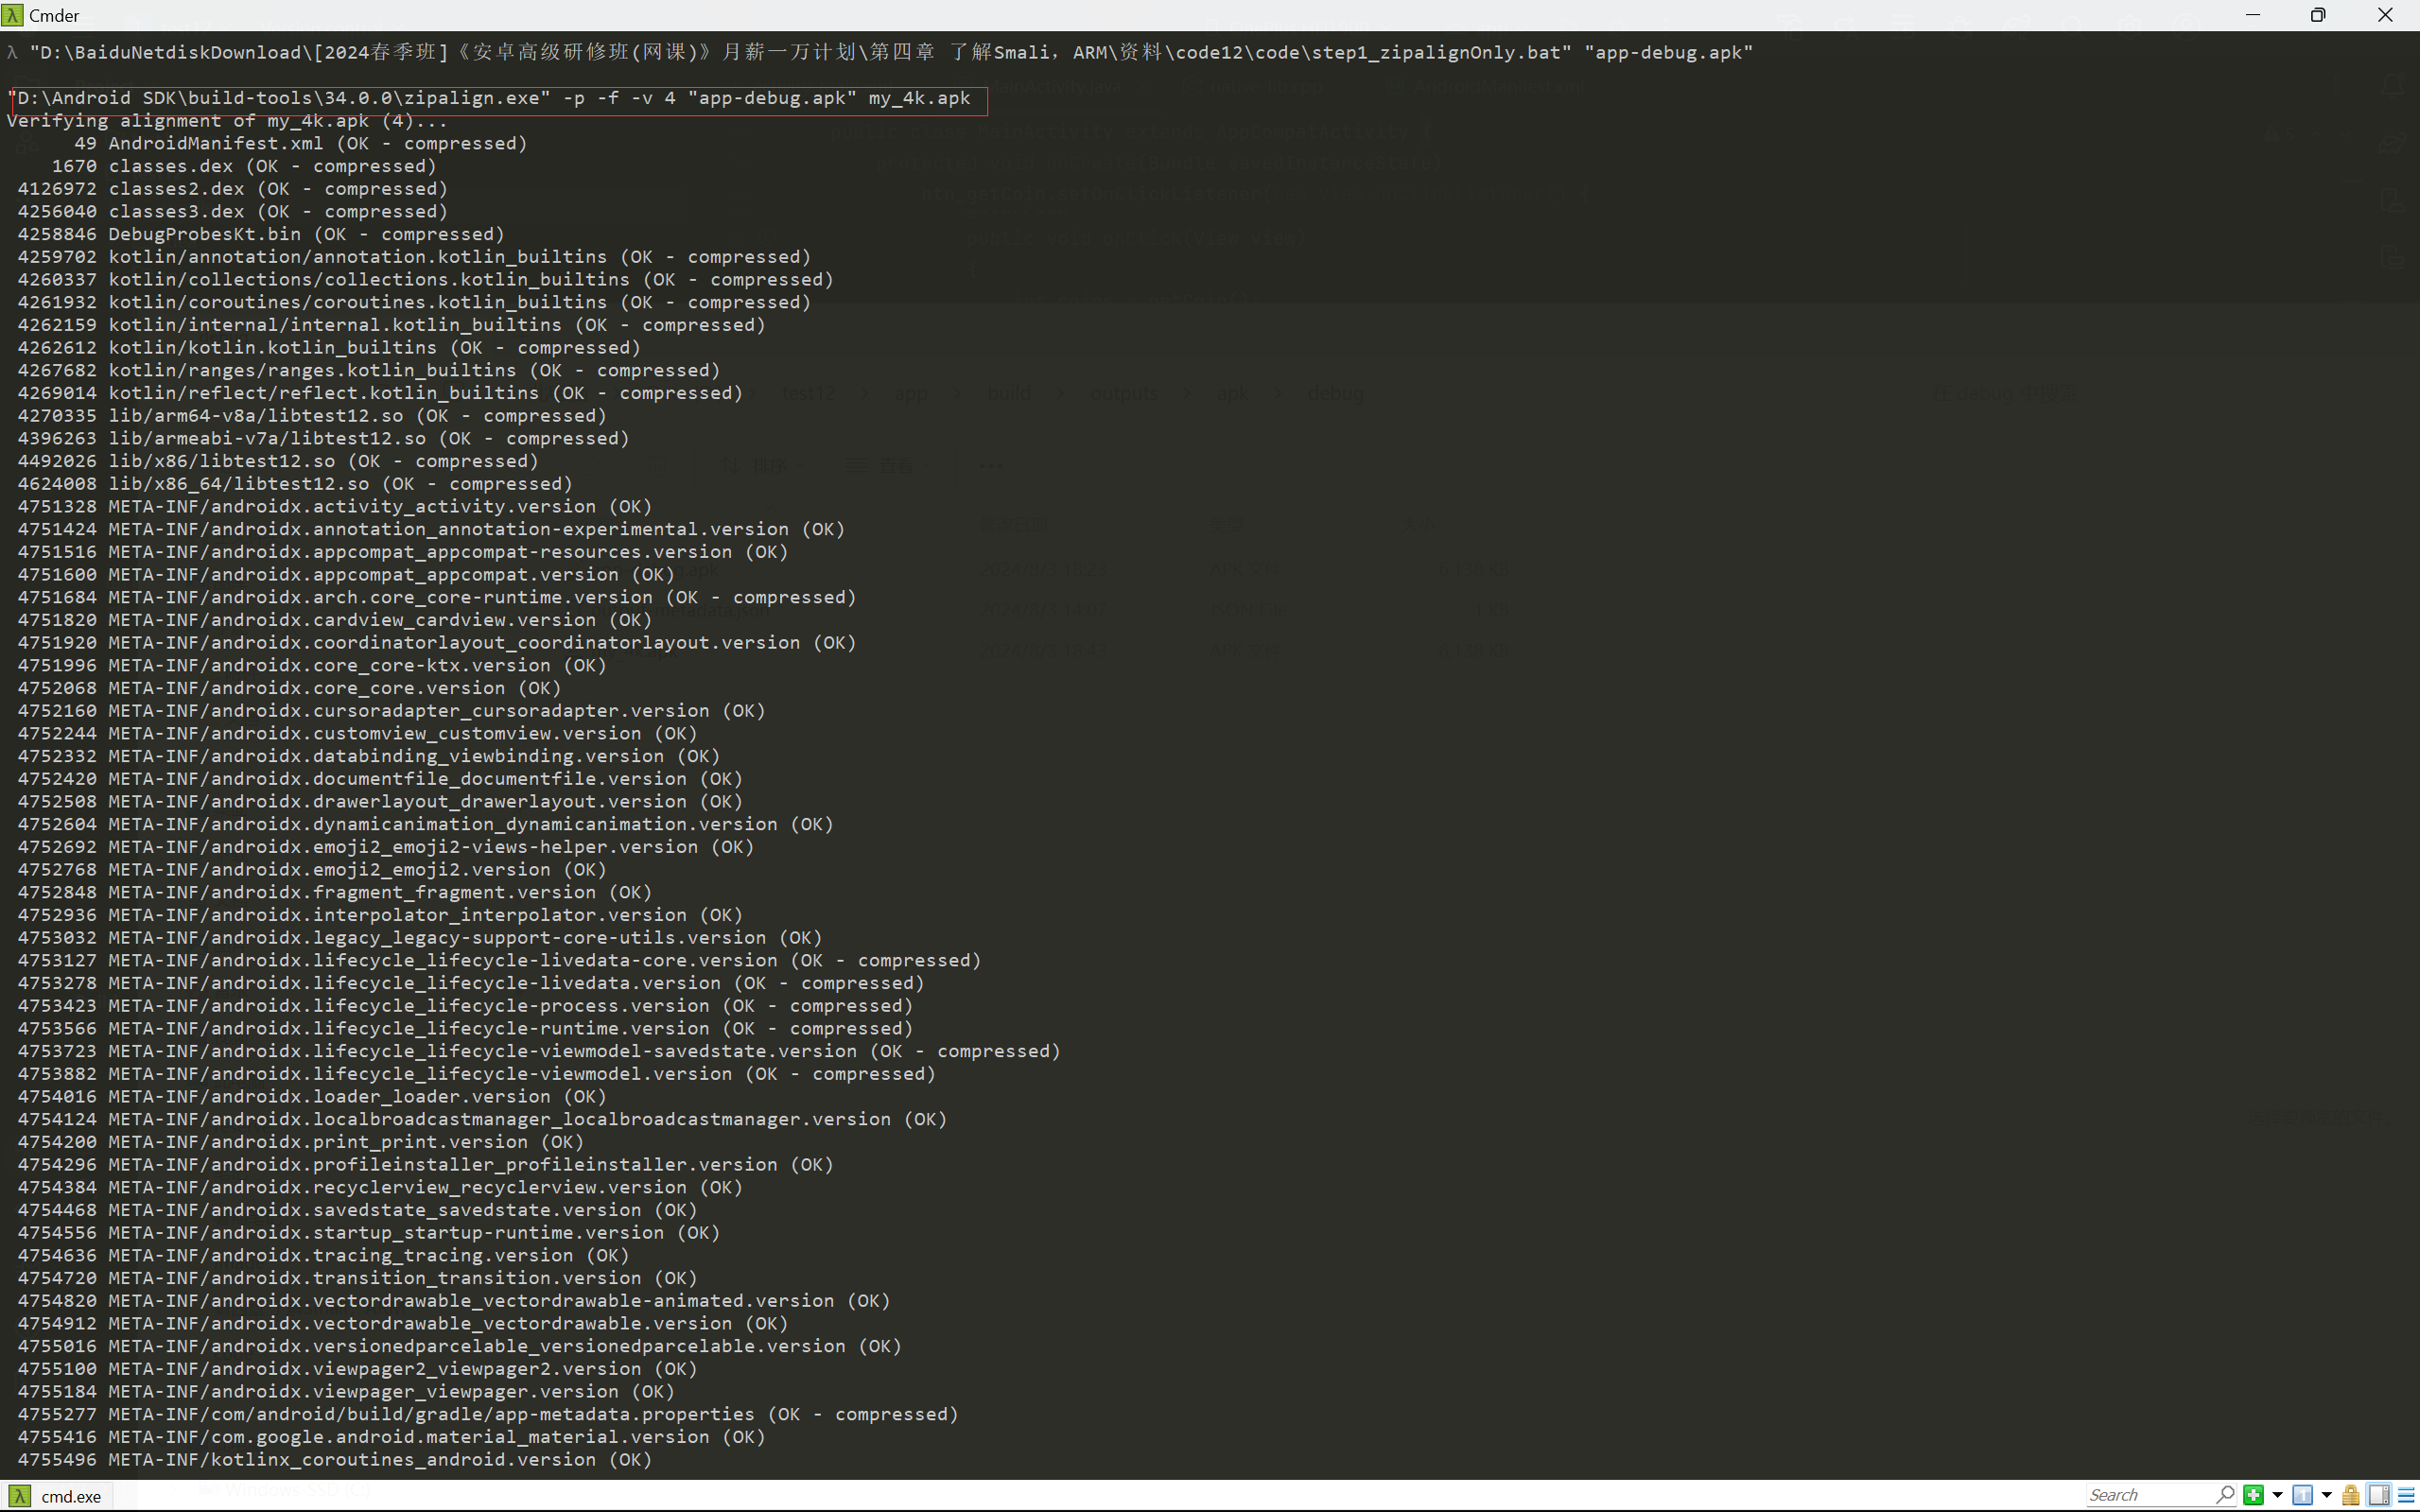 Cmder
λ "D:\BaiduNetdiskDownload\[2024春季班]《安卓高级研修班(网课)》月薪一万计划\第四章 了解Smali，ARM\资料\code12\code\step1_zipalignOnly.bat" "app-debug.apk"
"D:\Android SDK\build-tools\34.0.0\zipalign.exe" -p -f -v 4 "app-debug.apk" my_4k.apk
Verifying alignment of my_4k.apk (4)...
49 AndroidManifest.xml (OK - compressed)
1670 classes.dex (OK - compressed)
4126972 classes2.dex (OK - compressed)
4256040 classes3.dex (OK - compressed)
4258846 DebugProbesKt.bin (OK - compressed)
4259702 kotlin/annotation/annotation.kotlin_builtins (OK - compressed)
4260337 kotlin/collections/collections.kotlin_builtins (OK - compressed)
4261932 kotlin/coroutines/coroutines.kotlin_builtins (OK - compressed)
4262159 kotlin/internal/internal.kotlin_builtins (OK - compressed)
4262612 kotlin/kotlin.kotlin_builtins (OK - compressed)
4267682 kotlin/ranges/ranges.kotlin_builtins (OK - compressed)
4269014 kotlin/reflect/reflect.kotlin_builtins (OK - compressed)
4270335 lib/arm64-v8a/libtest12.so (OK - compressed)
4396263 lib/armeabi-v7a/libtest12.so (OK - compressed)
4492026 lib/x86/libtest12.so (OK - compressed)
4624008 lib/x86_64/libtest12.so (OK - compressed)
4751328 META-INF/androidx.activity_activity.version (OK)
4751424 META-INF/androidx.annotation_annotation-experimental.version (OK)
4751516 META-INF/androidx.appcompat_appcompat-resources.version (OK)
4751600 META-INF/androidx.appcompat_appcompat.version (OK)
4751684 META-INF/androidx.arch.core_core-runtime.version (OK - compressed)
4751820 META-INF/androidx.cardview_cardview.version (OK)
4751920 META-INF/androidx.coordinatorlayout_coordinatorlayout.version (OK)
4751996 META-INF/androidx.core_core-ktx.version (OK)
4752068 META-INF/androidx.core_core.version (OK)
4752160 META-INF/androidx.cursoradapter_cursoradapter.version (OK)
4752244 META-INF/androidx.customview_customview.version (OK)
4752332 META-INF/androidx.databinding_viewbinding.version (OK)
4752420 META-INF/androidx.documentfile_documentfile.version (OK)
4752508 META-INF/androidx.drawerlayout_drawerlayout.version (OK)
4752604 META-INF/androidx.dynamicanimation_dynamicanimation.version (OK)
4752692 META-INF/androidx.emoji2_emoji2-views-helper.version (OK)
4752768 META-INF/androidx.emoji2_emoji2.version (OK)
4752848 META-INF/androidx.fragment_fragment.version (OK)
4752936 META-INF/androidx.interpolator_interpolator.version (OK)
4753032 META-INF/androidx.legacy_legacy-support-core-utils.version (OK)
4753127 META-INF/androidx.lifecycle_lifecycle-livedata-core.version (OK - compressed)
4753278 META-INF/androidx.lifecycle_lifecycle-livedata.version (OK - compressed)
4753423 META-INF/androidx.lifecycle_lifecycle-process.version (OK - compressed)
4753566 META-INF/androidx.lifecycle_lifecycle-runtime.version (OK - compressed)
4753723 META-INF/androidx.lifecycle_lifecycle-viewmodel-savedstate.version (OK - compressed)
4753882 META-INF/androidx.lifecycle_lifecycle-viewmodel.version (OK - compressed)
4754016 META-INF/androidx.loader_loader.version (OK)
4754124 META-INF/androidx.localbroadcastmanager_localbroadcastmanager.version (OK)
4754200 META-INF/androidx.print_print.version (OK)
4754296 META-INF/androidx.profileinstaller_profileinstaller.version (OK)
4754384 META-INF/androidx.recyclerview_recyclerview.version (OK)
4754468 META-INF/androidx.savedstate_savedstate.version (OK)
4754556 META-INF/androidx.startup_startup-runtime.version (OK)
4754636 META-INF/androidx.tracing_tracing.version (OK)
4754720 META-INF/androidx.transition_transition.version (OK)
4754820 META-INF/androidx.vectordrawable_vectordrawable-animated.version (OK)
4754912 META-INF/androidx.vectordrawable_vectordrawable.version (OK)
4755016 META-INF/androidx.versionedparcelable_versionedparcelable.version (OK)
4755100 META-INF/androidx.viewpager2_viewpager2.version (OK)
4755184 META-INF/androidx.viewpager_viewpager.version (OK)
4755277 META-INF/com/android/build/gradle/app-metadata.properties (OK - compressed)
4755416 META-INF/com.google.android.material_material.version (OK)
4755496 META-INF/kotlinx_coroutines_android.version (OK)
cmd.exe
Search